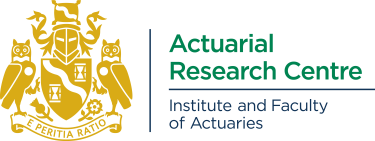 Actuarial
Research Centre
Institute and Faculty
of Actuaries
E PERITIA RATIO